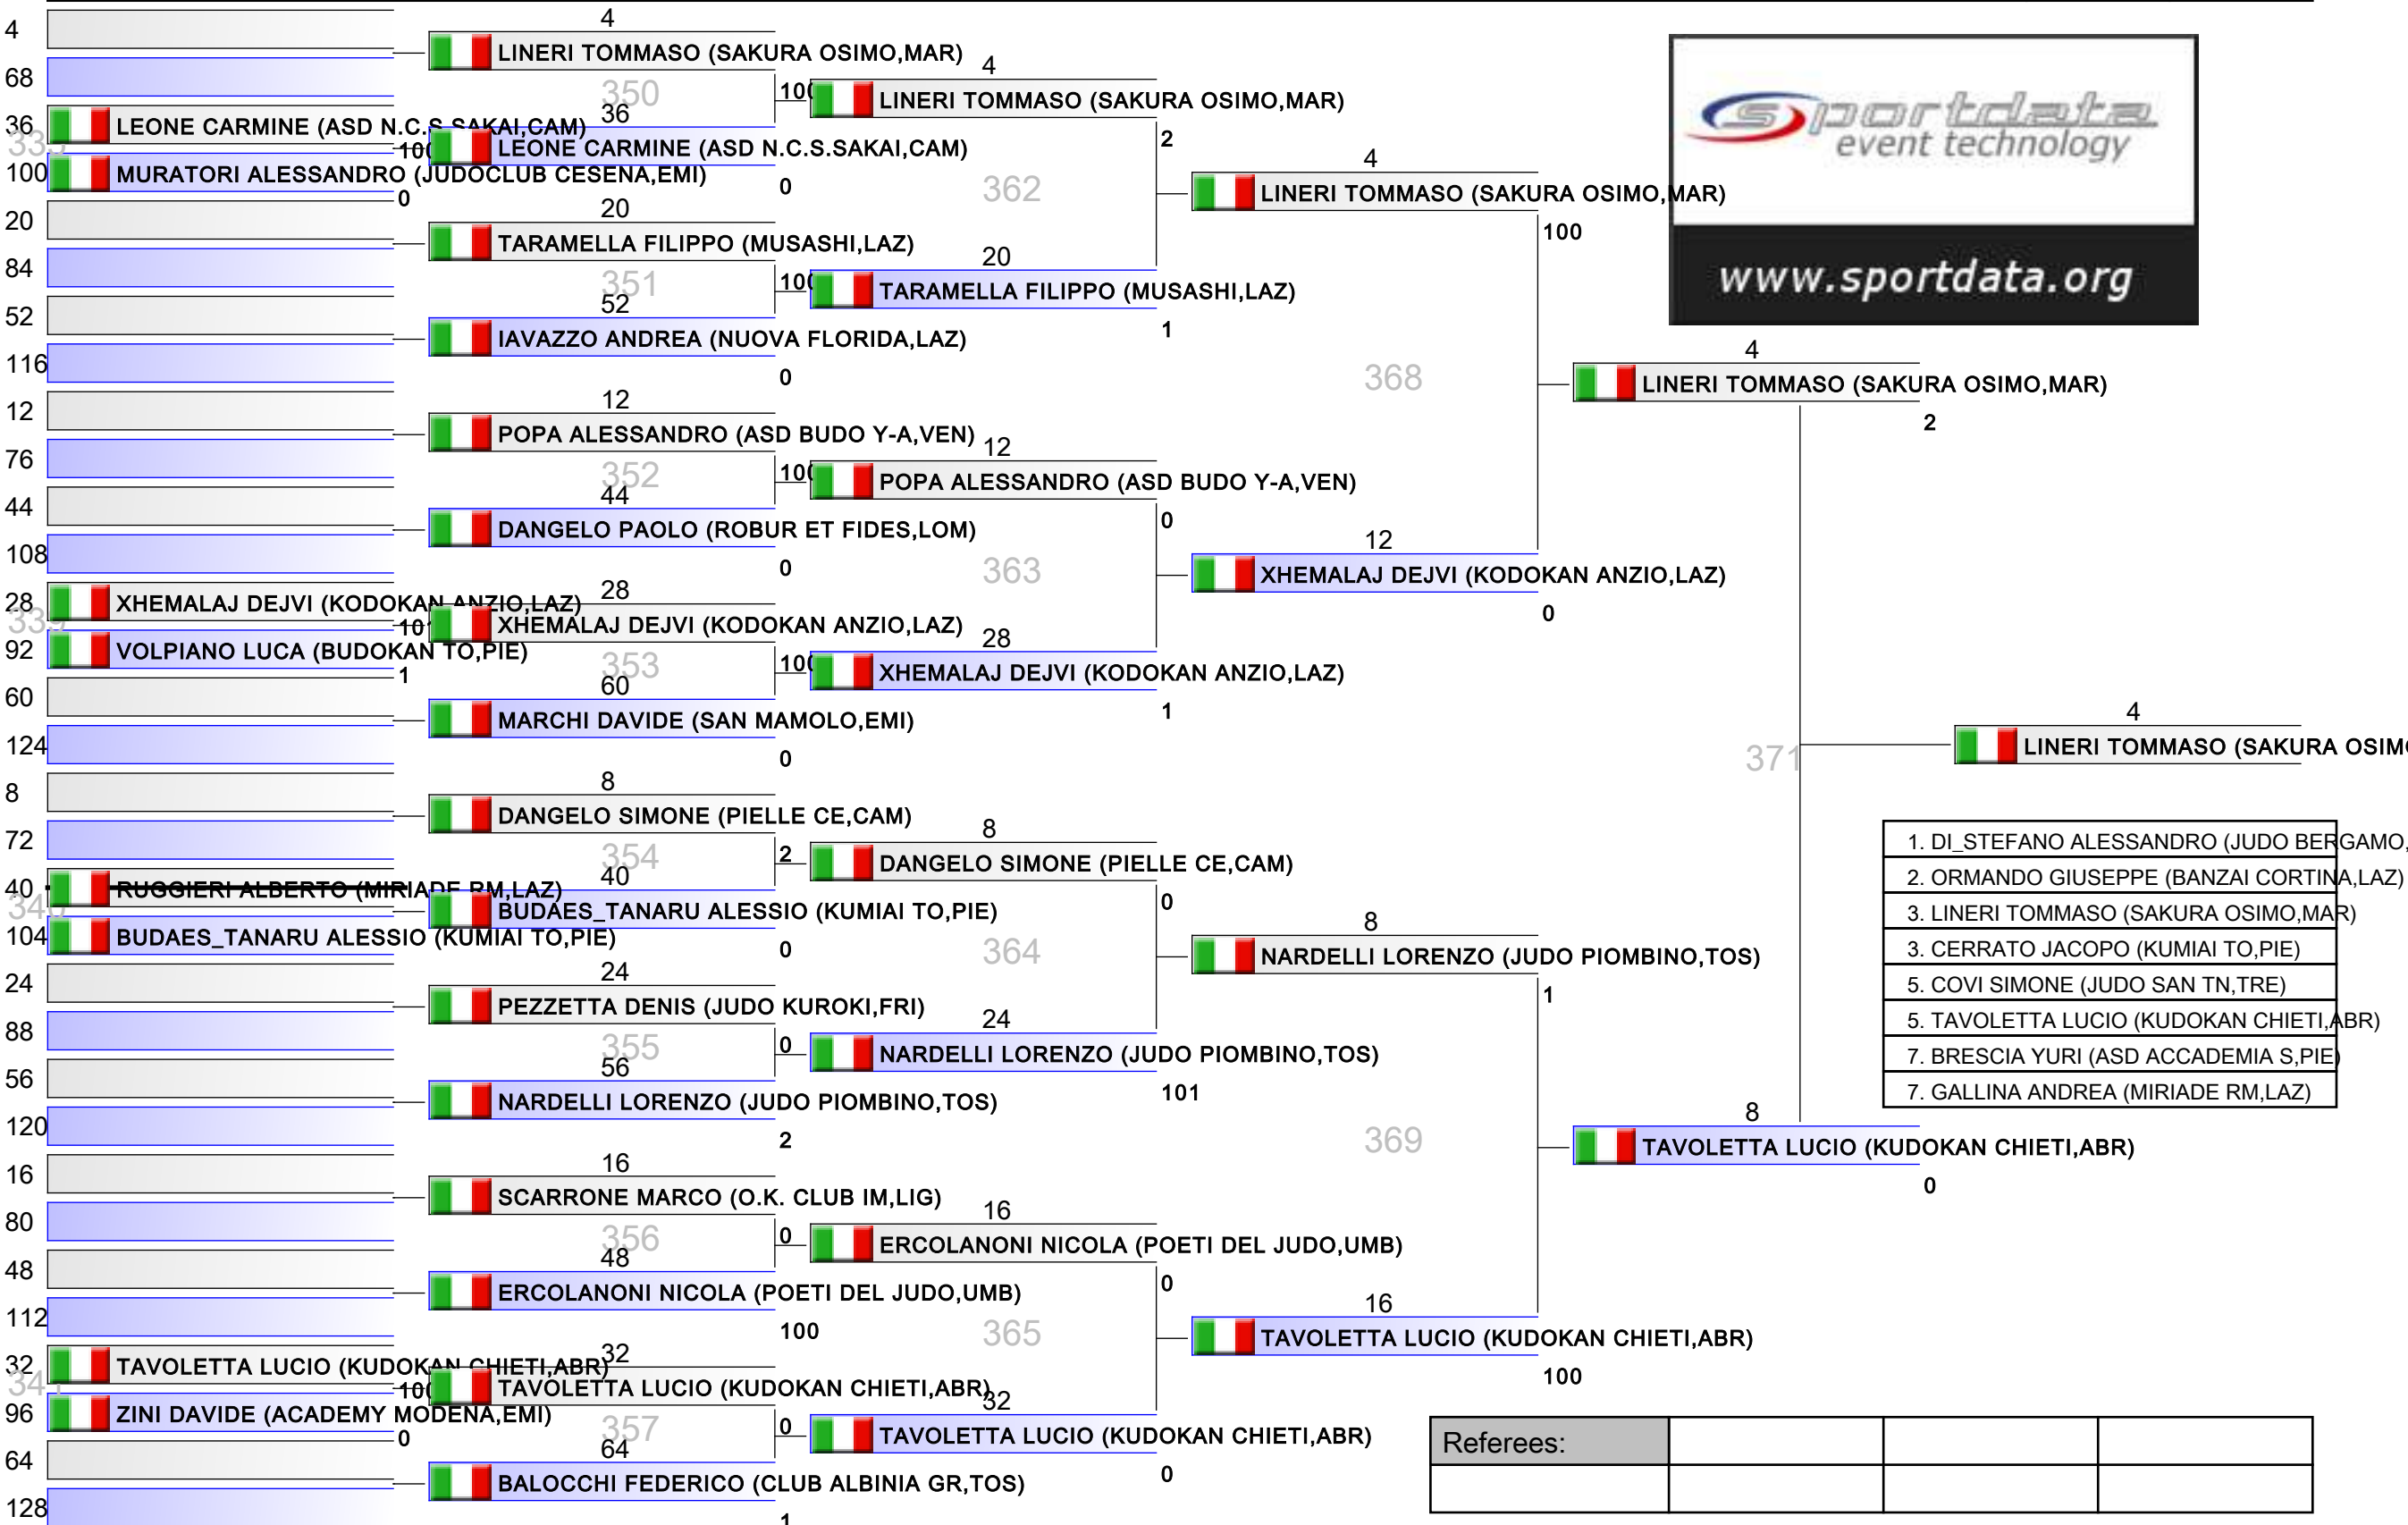 4
68
36 LEONE CARMINE (ASD N.C.S.SAKAI,CAM)
100 MURATORI ALESSANDRO (JUDOCLUB CESENA,EMI)
100
0
20
84
52
116
12
76
44
108
28 XHEMALAJ DEJVI (KODOKAN ANZIO,LAZ)
339
92 VOLPIANO LUCA (BUDOKAN TO,PIE)
101
1
60
124
8
72
40 RUGGIERI ALBERTO (MIRIADE RM,LAZ)
104 BUDAES_TANARU ALESSIO (KUMIAI TO,PIE)
24
88
56
120
16
80
48
112
32 TAVOLETTA LUCIO (KUDOKAN CHIETI,ABR)
96 ZINI DAVIDE (ACADEMY MODENA,EMI)
100
0
64
128
4
LINERI TOMMASO (SAKURA OSIMO,MAR)
350
100
36
LEONE CARMINE (ASD N.C.S.SAKAI,CAM)
0
20
TARAMELLA FILIPPO (MUSASHI,LAZ)
351
100
52
IAVAZZO ANDREA (NUOVA FLORIDA,LAZ)
0
12
POPA ALESSANDRO (ASD BUDO Y-A,VEN)
352
100
44
DANGELO PAOLO (ROBUR ET FIDES,LOM)
0
28
XHEMALAJ DEJVI (KODOKAN ANZIO,LAZ)
353
100
60
MARCHI DAVIDE (SAN MAMOLO,EMI)
0
8
DANGELO SIMONE (PIELLE CE,CAM)
354
2
40
BUDAES_TANARU ALESSIO (KUMIAI TO,PIE)
0
24
PEZZETTA DENIS (JUDO KUROKI,FRI)
355
0
56
NARDELLI LORENZO (JUDO PIOMBINO,TOS)
2
16
SCARRONE MARCO (O.K. CLUB IM,LIG)
356
0
48
ERCOLANONI NICOLA (POETI DEL JUDO,UMB)
100
32
TAVOLETTA LUCIO (KUDOKAN CHIETI,ABR)
357
0
64
BALOCCHI FEDERICO (CLUB ALBINIA GR,TOS)
1
4
LINERI TOMMASO (SAKURA OSIMO,MAR)
2
362
20
TARAMELLA FILIPPO (MUSASHI,LAZ)
1
12
POPA ALESSANDRO (ASD BUDO Y-A,VEN)
0
363
28
XHEMALAJ DEJVI (KODOKAN ANZIO,LAZ)
1
8
DANGELO SIMONE (PIELLE CE,CAM)
0
364
24
NARDELLI LORENZO (JUDO PIOMBINO,TOS)
101
16
ERCOLANONI NICOLA (POETI DEL JUDO,UMB)
0
365
32
TAVOLETTA LUCIO (KUDOKAN CHIETI,ABR)
0
4
LINERI TOMMASO (SAKURA OSIMO,MAR)
100
368
12
XHEMALAJ DEJVI (KODOKAN ANZIO,LAZ)
0
8
NARDELLI LORENZO (JUDO PIOMBINO,TOS)
1
369
16
TAVOLETTA LUCIO (KUDOKAN CHIETI,ABR)
100
sportdata
event technology
www.sportdata.org
4
LINERI TOMMASO (SAKURA OSIMO,MAR)
2
371
8
TAVOLETTA LUCIO (KUDOKAN CHIETI,ABR)
0
4
LINERI TOMMASO (SAKURA
1. DI_STEFANO ALESSANDRO (JUDO BERGAMO,
2. ORMANDO GIUSEPPE (BANZAI CORTINA,LAZ)
3. LINERI TOMMASO (SAKURA OSIMO,MAR)
3. CERRATO JACOPO (KUMIAI TO,PIE)
5. COVI SIMONE (JUDO SAN TN,TRE)
5. TAVOLETTA LUCIO (KUDOKAN CHIETI,ABR)
7. BRESCIA YURI (ASD ACCADEMIA S,PIE)
7. GALLINA ANDREA (MIRIADE RM,LAZ)
Referees: